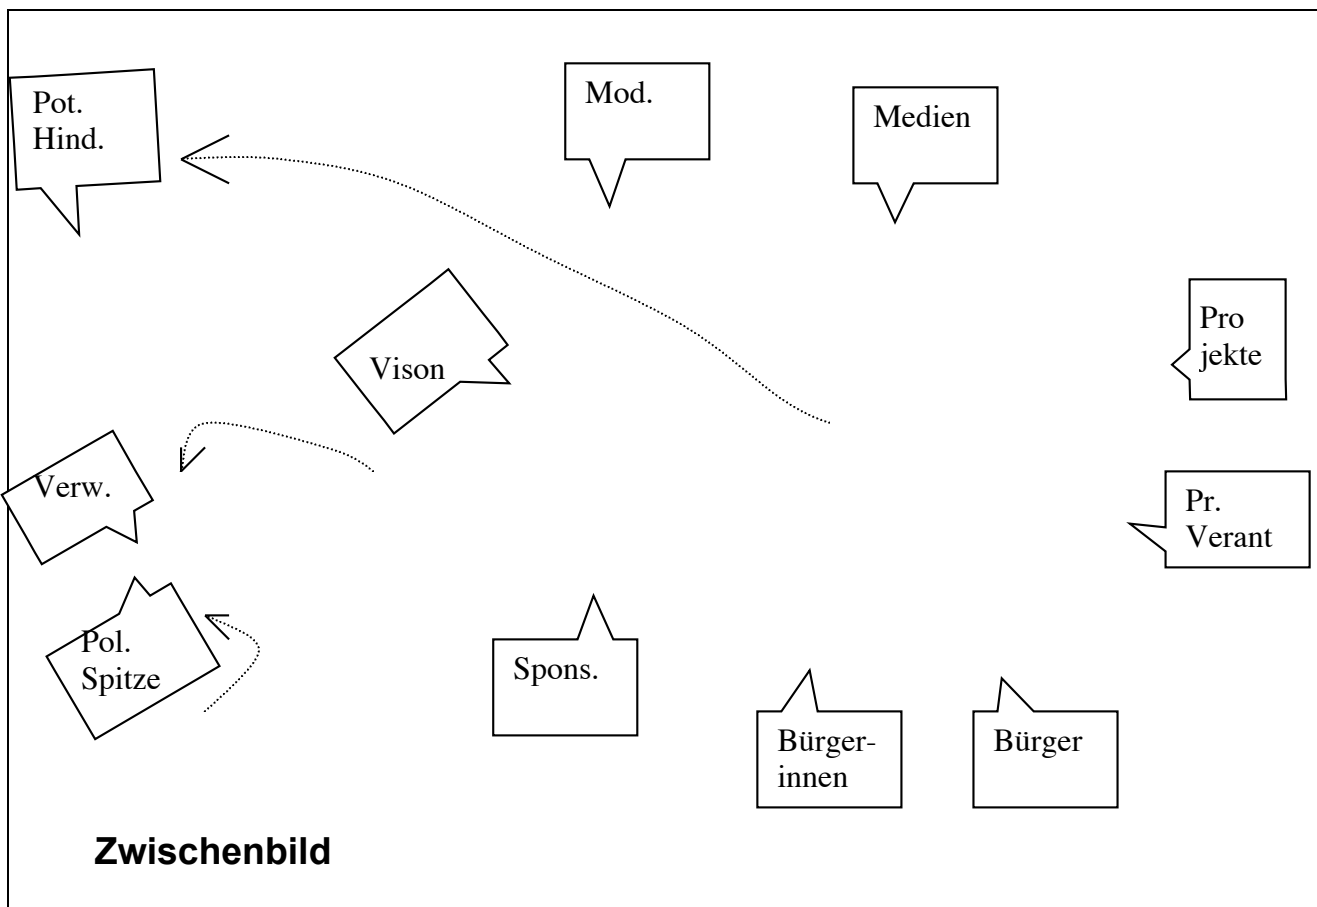 Pot.
Hind.
Mod.
Medien
Vison
Pro
jekte
Verw.
Pr.
Verant
Pol.
Spitze
Spons.
Bürger-
innen
Bürger
Zwischenbild